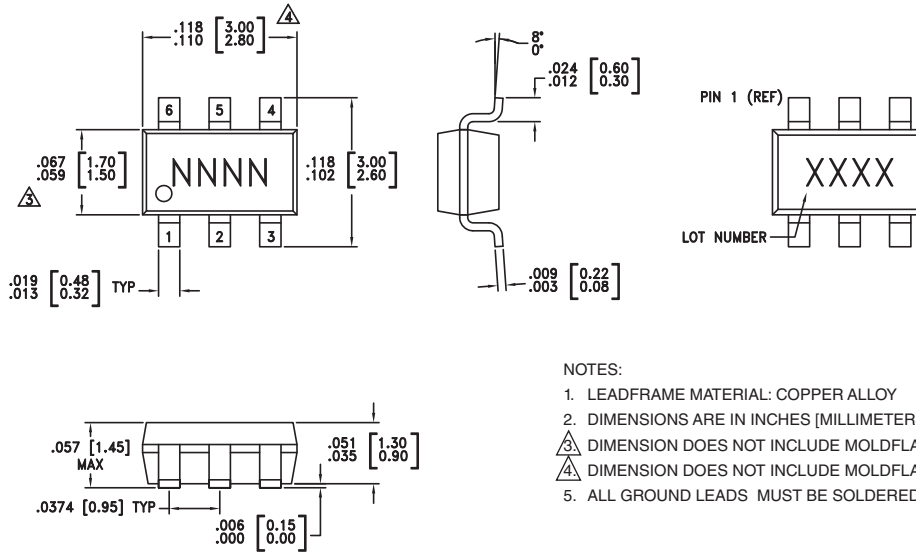 .118 [3.00]
.110 [2.80] 4
8°
0°
.024 [0.60]
.012 [0.30]
PIN 1 (REF)
6 5 4
.067 [1.70]
.059 [1.50]
3
NNNN
.118 [3.00]
.102 [2.60]
XXXX
1 2 3
LOT NUMBER
.019 [0.48]
.013 [0.32] TYP
.009 [0.22]
.003 [0.08]
NOTES:
1. LEADFRAME MATERIAL: COPPER ALLOY
2. DIMENSIONS ARE IN INCHES [MILLIMETER
3. DIMENSION DOES NOT INCLUDE MOLDFLA
4. DIMENSION DOES NOT INCLUDE MOLDFLA
5. ALL GROUND LEADS MUST BE SOLDERED
.057 [1.45]
MAX
.051 [1.30]
.035 [0.90]
.0374 [0.95] TYP
.006 [0.15]
.000 [0.00]